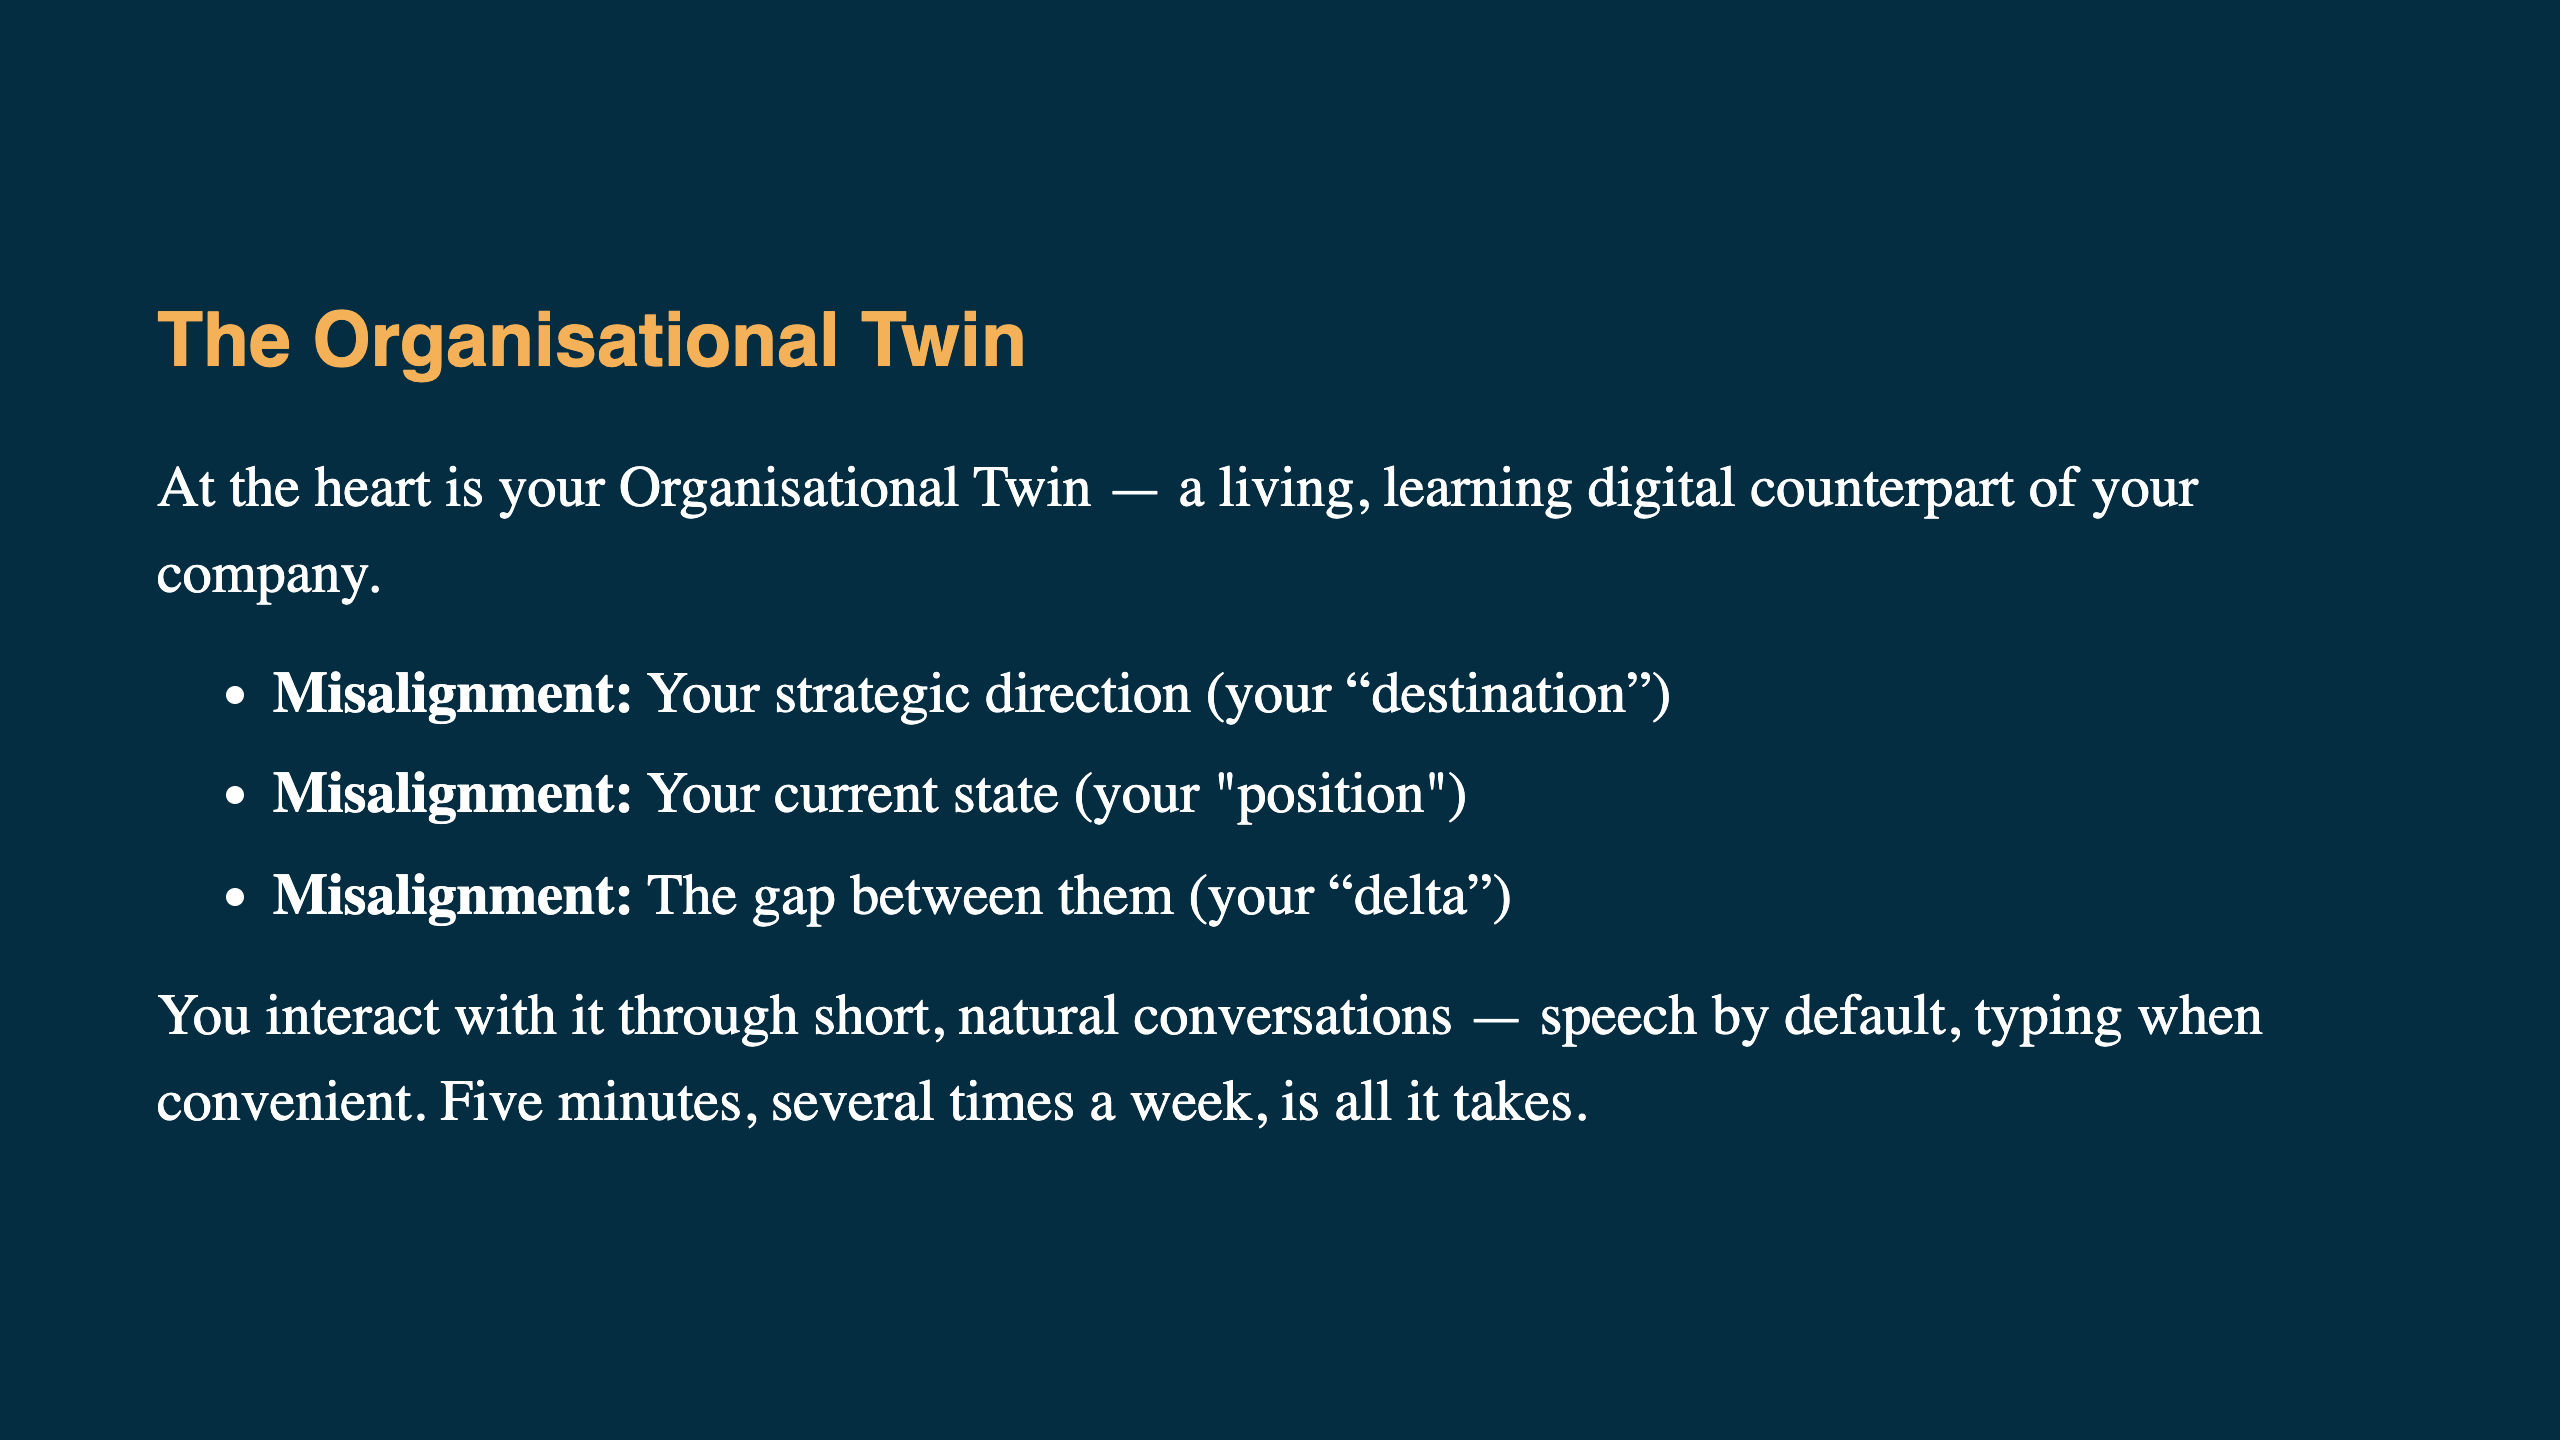 The Organisational Twin
At the heart is your Organisational Twin — a living, learning digital counterpart of your
company.
• Misalignment: Your strategic direction (your “destination”)
• Misalignment: Your current state (your "position")
• Misalignment: The gap between them (your “delta”)
You interact with it through short, natural conversations — speech by default, typing when
convenient. Five minutes, several times a week, is all it takes.